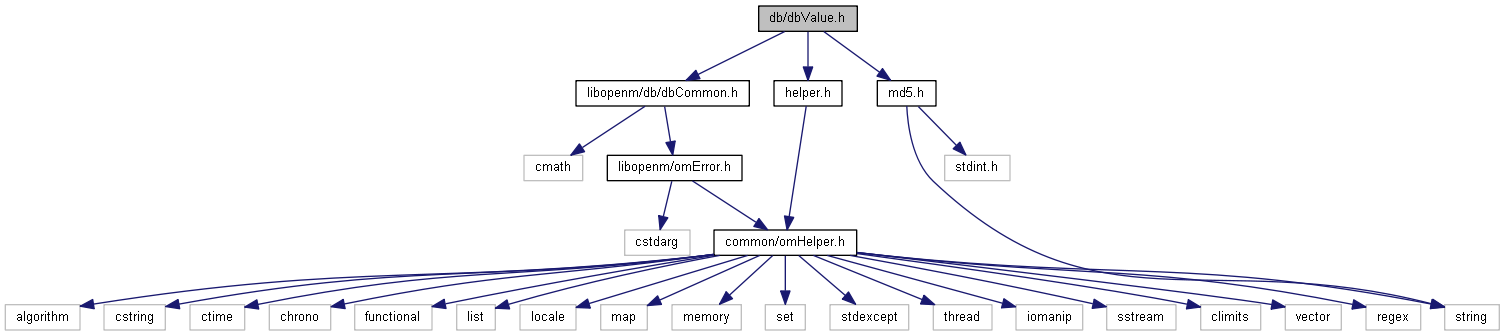 db/dbValue.h
libopenm/db/dbCommon.h
helper.h
md5.h
cmath
libopenm/omError.h
stdint.h
cstdarg
common/omHelper.h
algorithm
cstring
ctime
chrono
functional
list
locale
map
memory
set
stdexcept
thread
iomanip
sstream
climits
vector
regex
string